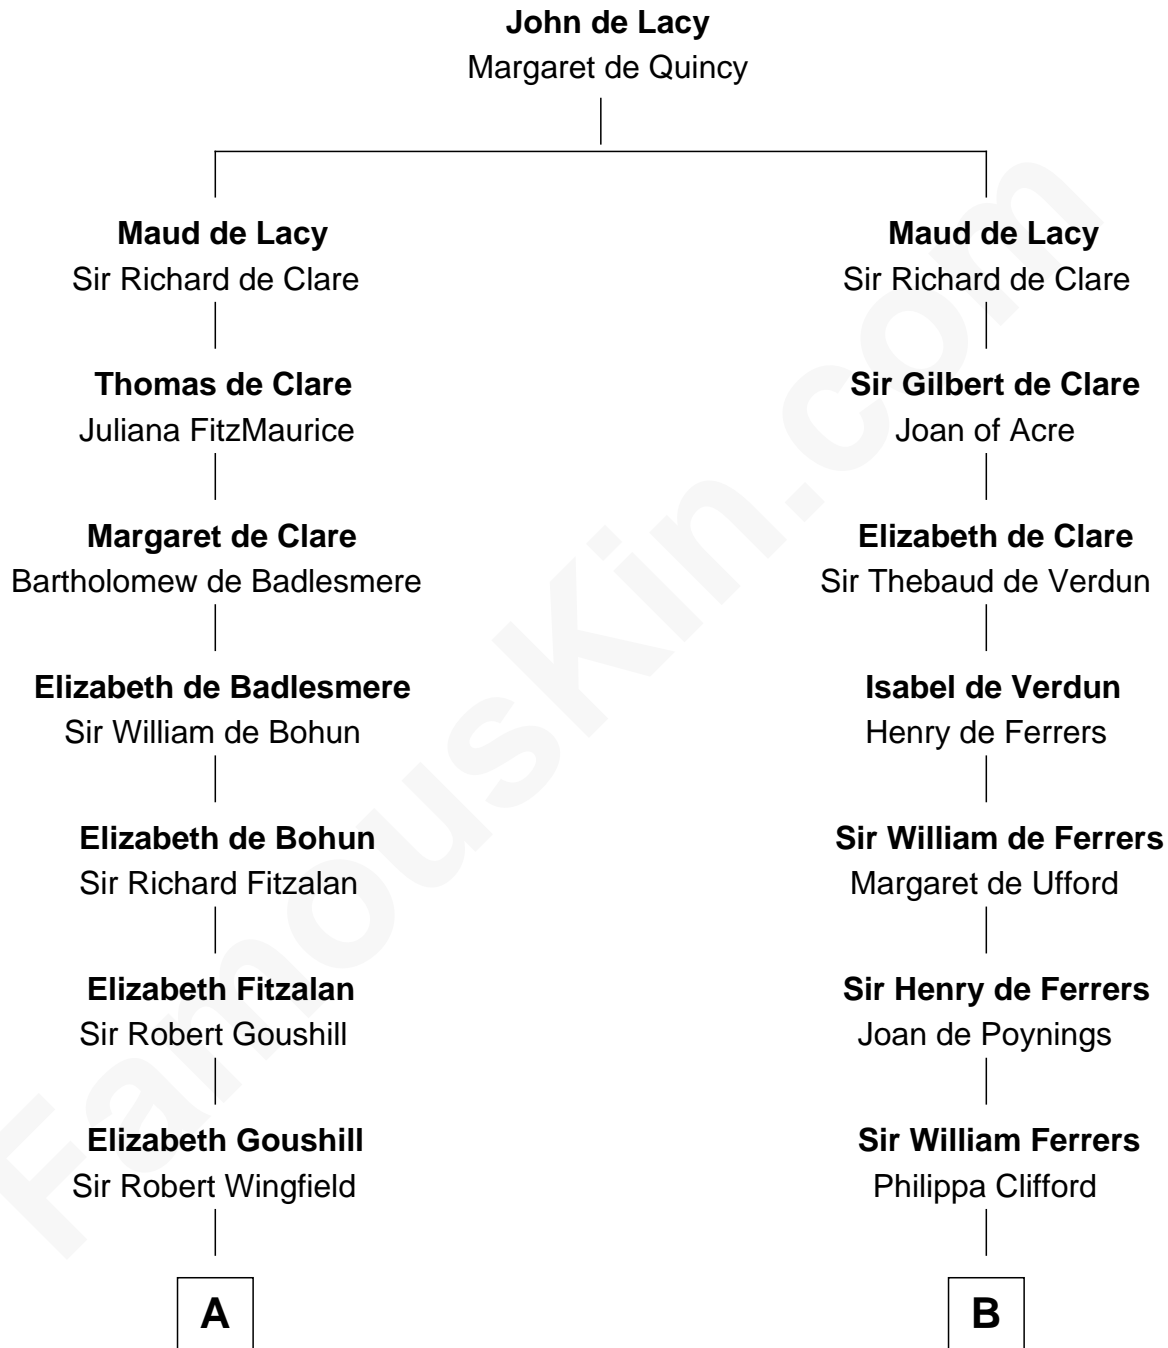 John de Lacy
Margaret de Quincy
Maud de Lacy
Sir Richard de Clare
Thomas de Clare
Juliana FitzMaurice
Margaret de Clare
Bartholomew de Badlesmere
Elizabeth de Badlesmere
Sir William de Bohun
Elizabeth de Bohun
Sir Richard Fitzalan
Elizabeth Fitzalan
Sir Robert Goushill
Elizabeth Goushill
Sir Robert Wingfield
A
Maud de Lacy
Sir Richard de Clare
Sir Gilbert de Clare
Joan of Acre
Elizabeth de Clare
Sir Thebaud de Verdun
Isabel de Verdun
Henry de Ferrers
Sir William de Ferrers
Margaret de Ufford
Sir Henry de Ferrers
Joan de Poynings
Sir William Ferrers
Philippa Clifford
B
FamousKin.com